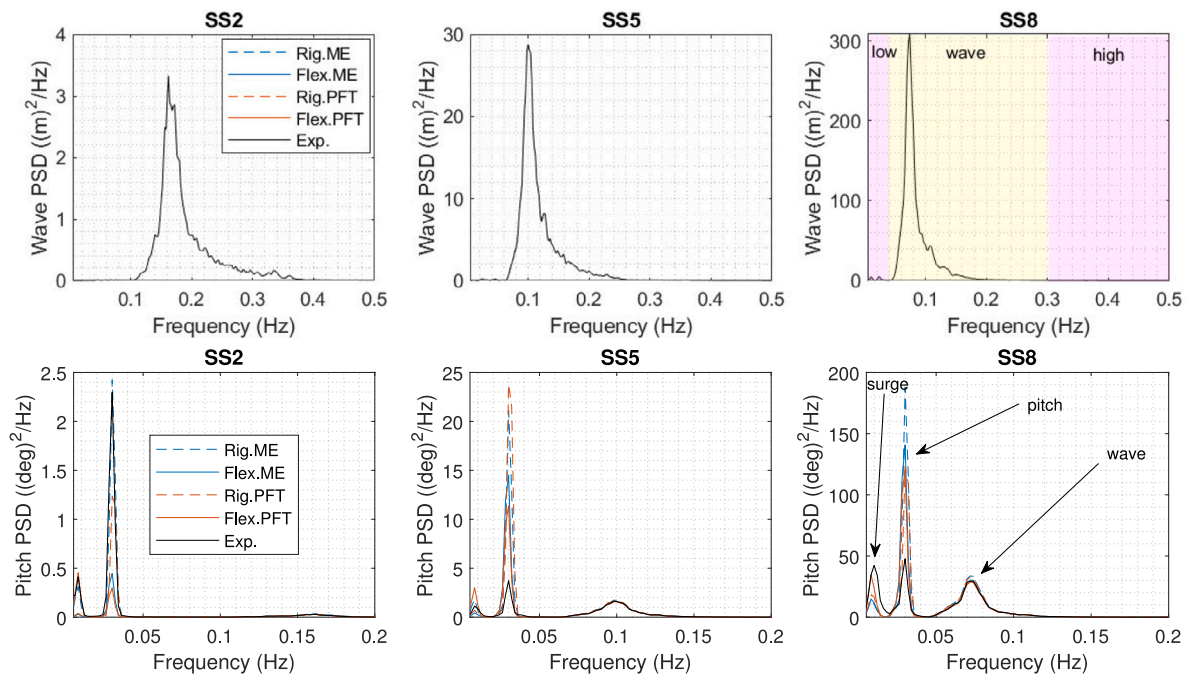 SS2
Wave PSD ((m)^2/Hz)
4
3
2
1
0
Rig.ME
Flex.ME
Rig.PFT
Flex.PFT
Exp.
0.1 0.2 0.3 0.4 0.5
Frequency (Hz)
SS5
Wave PSD ((m)^2/Hz)
30
20
10
0
0.1 0.2 0.3 0.4 0.5
Frequency (Hz)
SS8
Wave PSD ((m)^2/Hz)
300
200
100
0
low wave high
0.1 0.2 0.3 0.4 0.5
Frequency (Hz)
SS2
Pitch PSD ((deg)^2/Hz)
2.5
2
1.5
1
0.5
0
Rig.ME
Flex.ME
Rig.PFT
Flex.PFT
Exp.
0.05 0.1 0.15 0.2
Frequency (Hz)
SS5
Pitch PSD ((deg)^2/Hz)
25
20
15
10
5
0
0.05 0.1 0.15 0.2
Frequency (Hz)
SS8
Pitch PSD ((deg)^2/Hz)
200
150
100
50
0
surge
pitch
wave
0.05 0.1 0.15 0.2
Frequency (Hz)